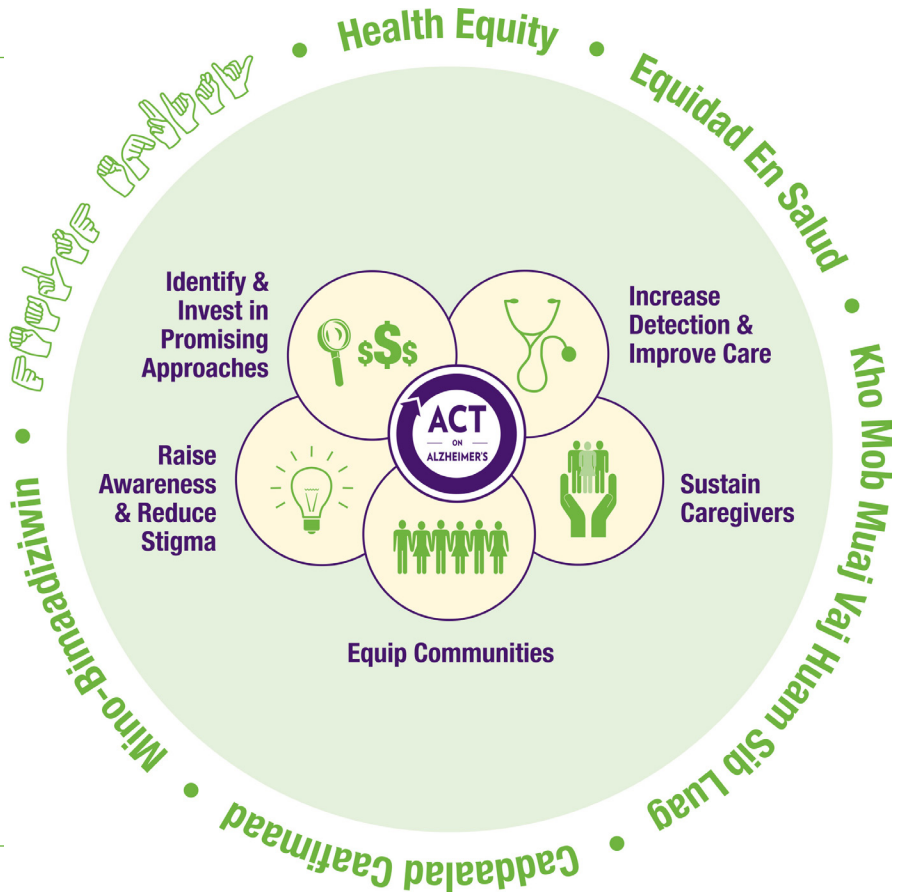 Health Equity
Equidad En Salud
Kho Mob Muaj Vaj Huam Sib Luag
Caddaalad Caafimaad
Mino-Bimaadiziwin
Identify &
Invest in
Promising
Approaches
$$$
Increase
Detection &
Improve Care
ACT
ON
ALZHEIMER'S
Raise
Awareness
& Reduce
Stigma
Sustain
Caregivers
Equip Communities